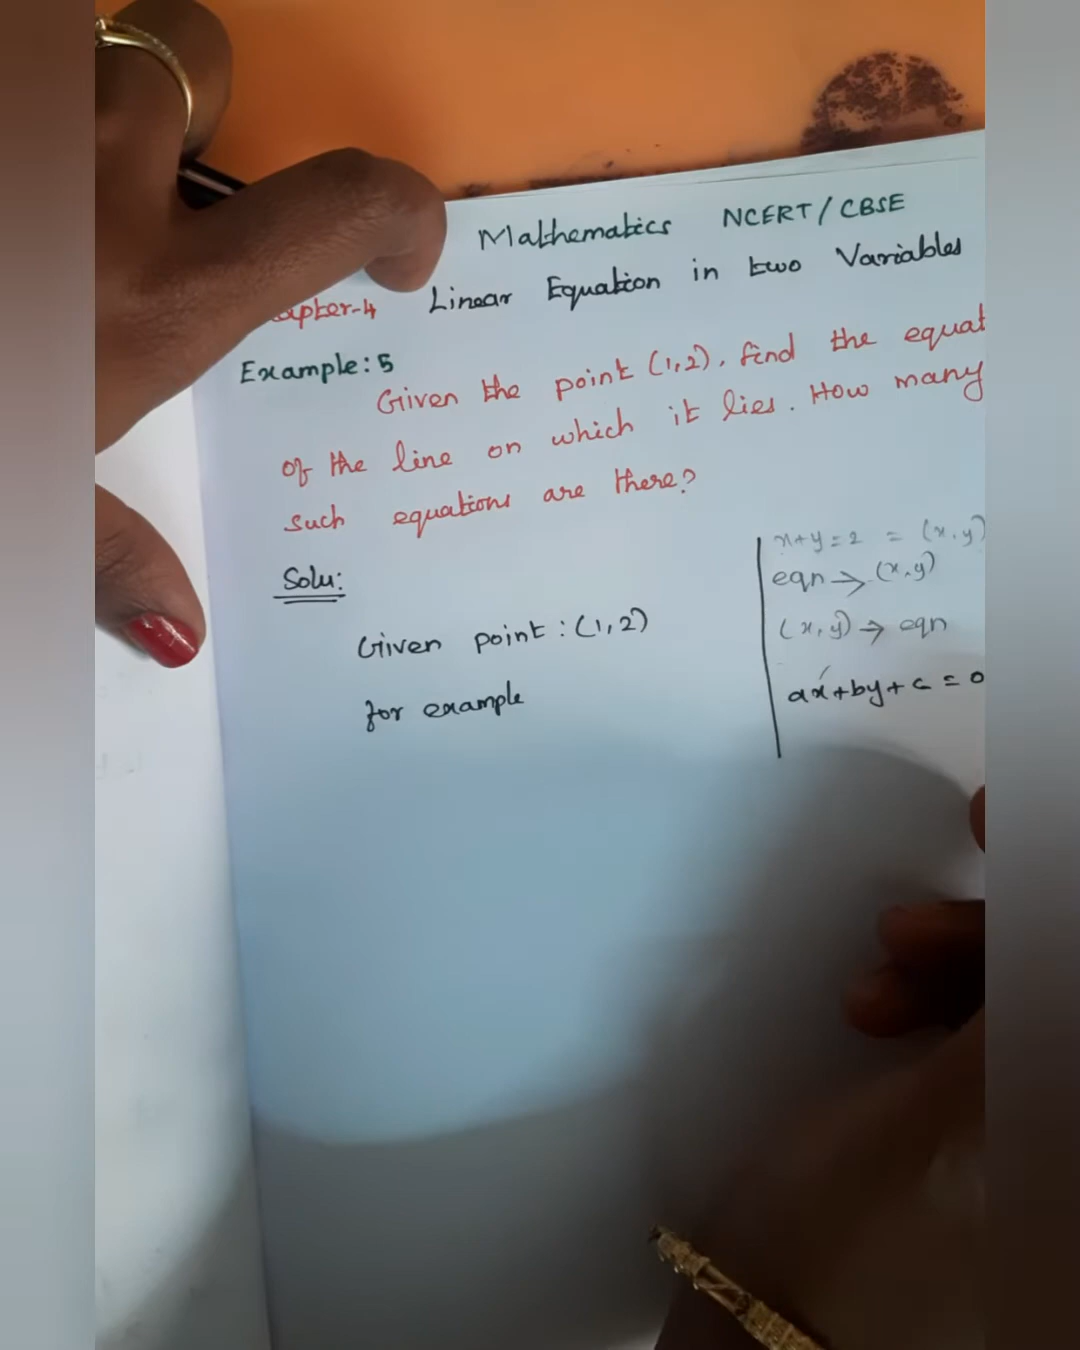 Mathematics NCERT/CBSE
apter-4 Linear Equation in two Variables
Example: 5
Given the point (1,2), find the equat
of the line on which it lies. How many
such equations are there?
Solu:
Given point : (1,2)
for example
x+y=2 = (x,y)
eqn → (x,y)
(x,y) → eqn
ax+by+c=0